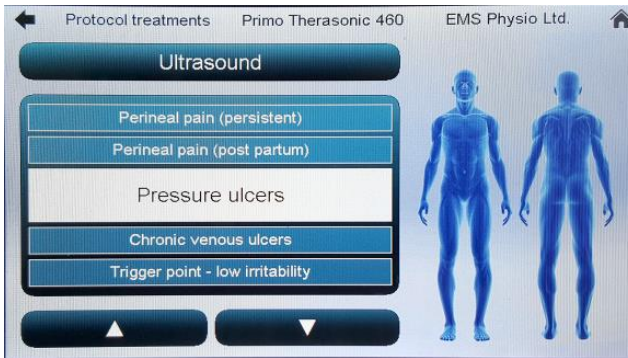 Protocol treatments Primo Therasonic 460 EMS Physio Ltd.
Ultrasound
Perineal pain (persistent)
Perineal pain (post partum)
Pressure ulcers
Chronic venous ulcers
Trigger point - low irritability